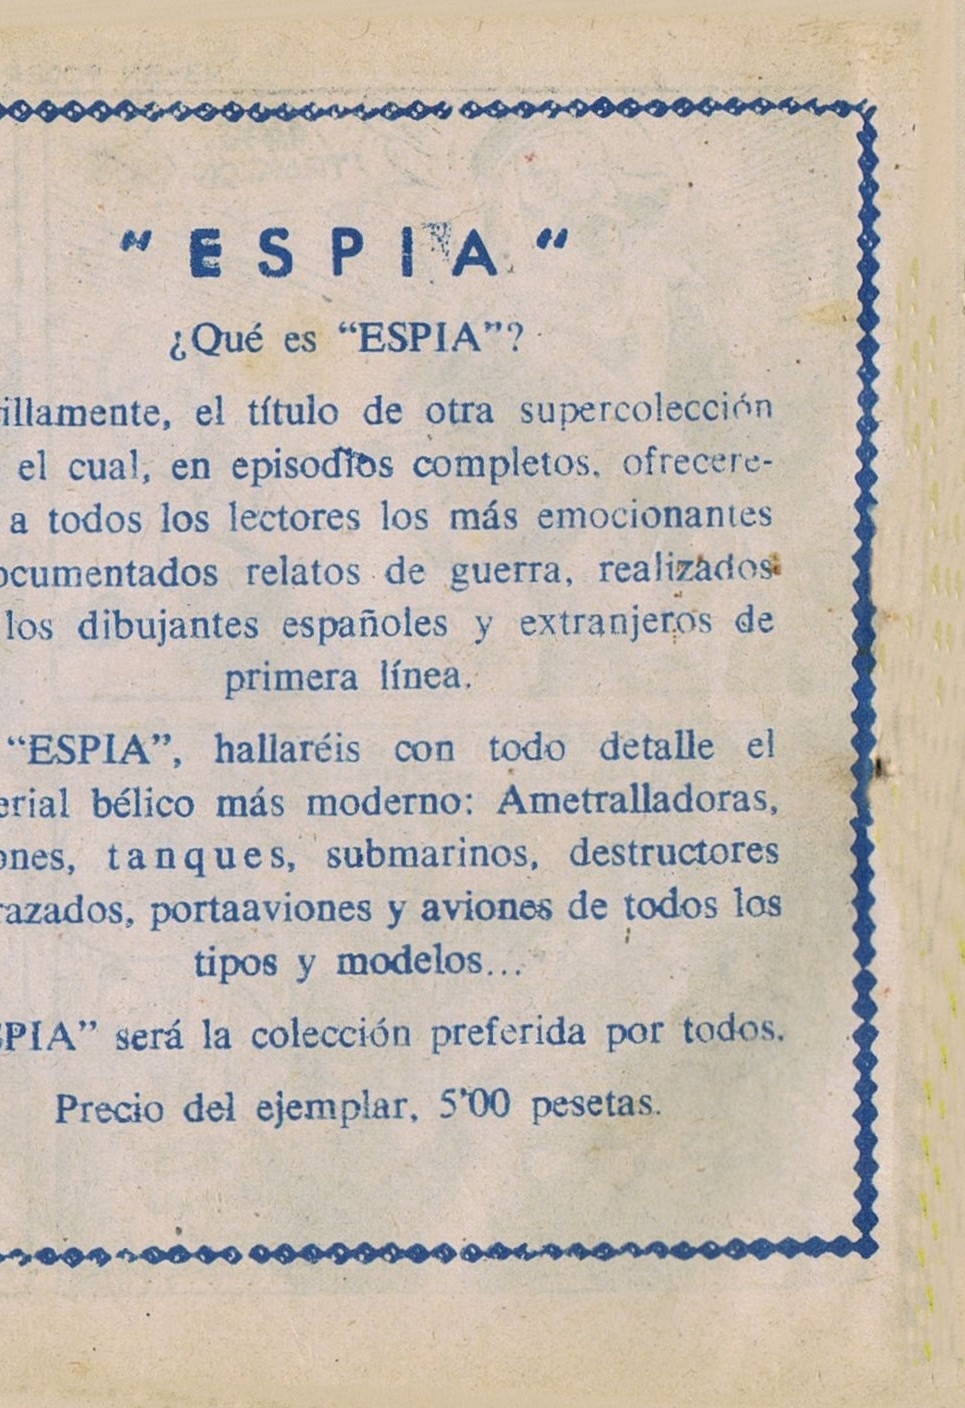 "ESPIA"
¿Qué es “ESPIA”?
illamente, el título de otra supercolección
el cual, en episodios completos, ofrecere-
a todos los lectores los más emocionantes
ocumentados relatos de guerra, realizados
los dibujantes españoles y extranjeros de
primera línea.
“ESPIA”, hallaréis con todo detalle el
erial bélico más moderno: Ametralladoras,
ones, tanques, submarinos, destructores
razados, portaaviones y aviones de todos los
tipos y modelos...
PIA” será la colección preferida por todos.
Precio del ejemplar, 5'00 pesetas.